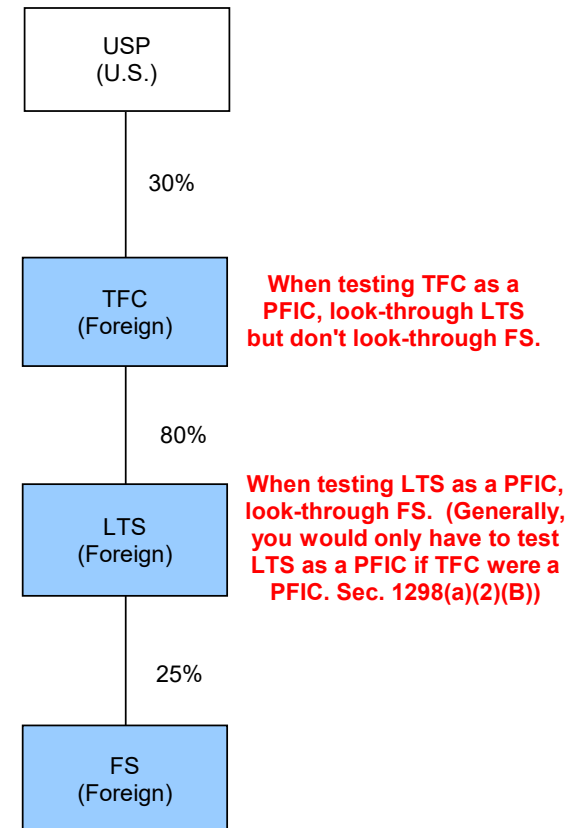 USP
(U.S.)
30%
TFC
(Foreign)
When testing TFC as a
PFIC, look-through LTS
but don't look-through FS.
80%
LTS
(Foreign)
When testing LTS as a PFIC,
look-through FS.  (Generally,
you would only have to test
LTS as a PFIC if TFC were a
PFIC. Sec. 1298(a)(2)(B))
25%
FS
(Foreign)